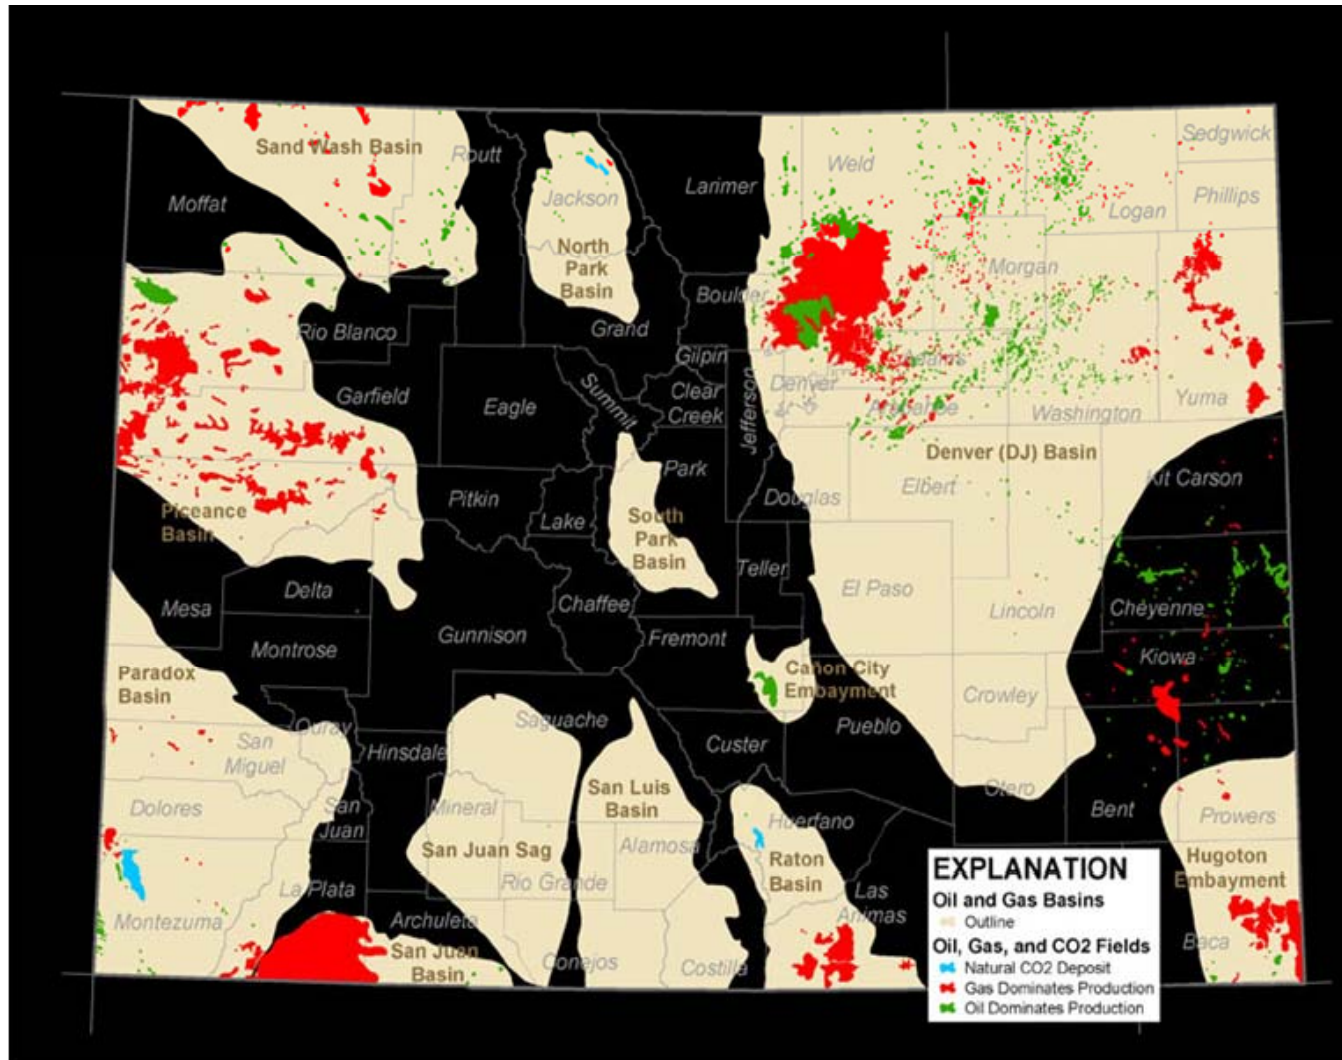 Sedgwick
Sand Wash Basin
Routt
Weld
Larimer
Phillips
Moffat
Jackson
Logan
North
Park
Basin
Morgan
Boulder
Rio Blanco
Grand
Gilpin
Adams
Garfield
Eagle
Summit
Clear
Creek
Jefferson
Denver
Arapahoe
Washington
Yuma
Denver (DJ) Basin
Park
Kit Carson
Pitkin
Lake
Douglas
Elbert
Piceance
Basin
South
Park
Basin
Teller
El Paso
Delta
Mesa
Chaffee
Lincoln
Cheyenne
Gunnison
Fremont
Montrose
Kiowa
Paradox
Basin
Cañon City
Embayment
Crowley
Ouray
Saguache
Pueblo
San
Miguel
Hinsdale
Custer
San Luis
Basin
Otero
Dolores
San
Juan
Mineral
Bent
Prowers
Huerfano
San Juan Sag
Alamosa
Raton
Basin
Hugoton
Embayment
Rio Grande
La Plata
Las
Animas
Montezuma
Archuleta
San Juan
Basin
Conejos
Costilla
Baca
EXPLANATION
Oil and Gas Basins
Outline
Oil, Gas, and CO2 Fields
Natural CO2 Deposit
Gas Dominates Production
Oil Dominates Production